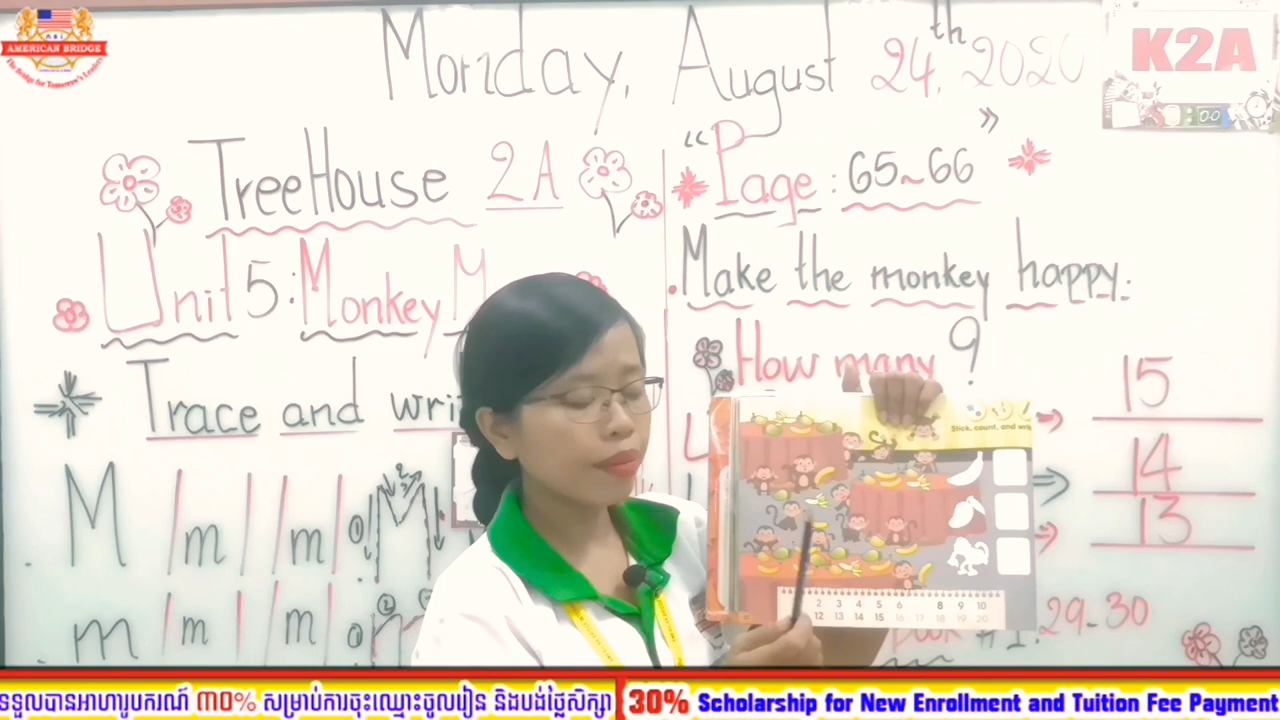 AMERICAN BRIDGE
The Bridge for Tomorrow's Leaders
Monday, August 24th, 2020
K2A
TreeHouse 2A
Unit 5: Monkey M
Trace and wri
M m m
m m m
"Page: 65~66"
Make the monkey happy.
How many ?
15
14
13
Stick, count, and write
2 3 4 5 6 8 9 10
12 13 14 15 16 17 18 19 20
29-30
ទទួលបានអាហារូបករណ៍ ៣០% សម្រាប់ការចុះឈ្មោះចូលរៀន និងបង់ថ្លៃសិក្សា
30% Scholarship for New Enrollment and Tuition Fee Payment